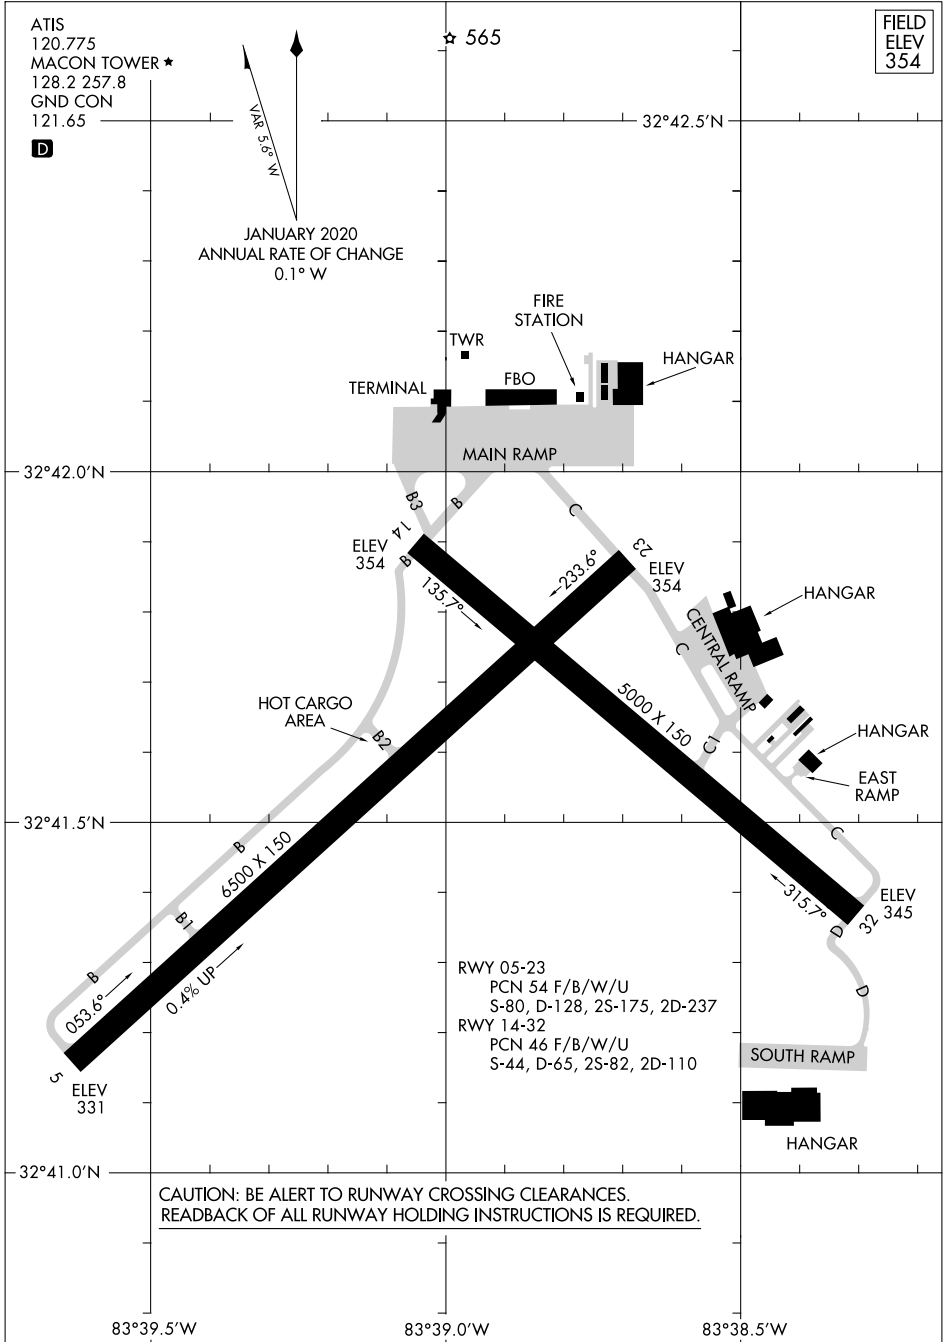 ATIS
120.775
MACON TOWER ★
128.2 257.8
GND CON
121.65
D
VAR 5.6° W
JANUARY 2020
ANNUAL RATE OF CHANGE
0.1° W
565
FIELD
ELEV
354
32°42.5'N
FIRE
STATION
TWR
HANGAR
TERMINAL
FBO
MAIN RAMP
32°42.0'N
B3
B
C
14
23
ELEV
354
B
233.6°
ELEV
354
135.7°
HANGAR
CENTRAL RAMP
C
5000 X 150
HOT CARGO
AREA
B2
C1
HANGAR
EAST
RAMP
32°41.5'N
C
B
6500 X 150
315.7°
ELEV
345
32
B1
D
B
053.6°
0.4% UP
D
RWY 05-23
PCN 54 F/B/W/U
S-80, D-128, 2S-175, 2D-237
RWY 14-32
PCN 46 F/B/W/U
S-44, D-65, 2S-82, 2D-110
SOUTH RAMP
5
ELEV
331
HANGAR
32°41.0'N
CAUTION: BE ALERT TO RUNWAY CROSSING CLEARANCES.
READBACK OF ALL RUNWAY HOLDING INSTRUCTIONS IS REQUIRED.
83°39.5'W
83°39.0'W
83°38.5'W